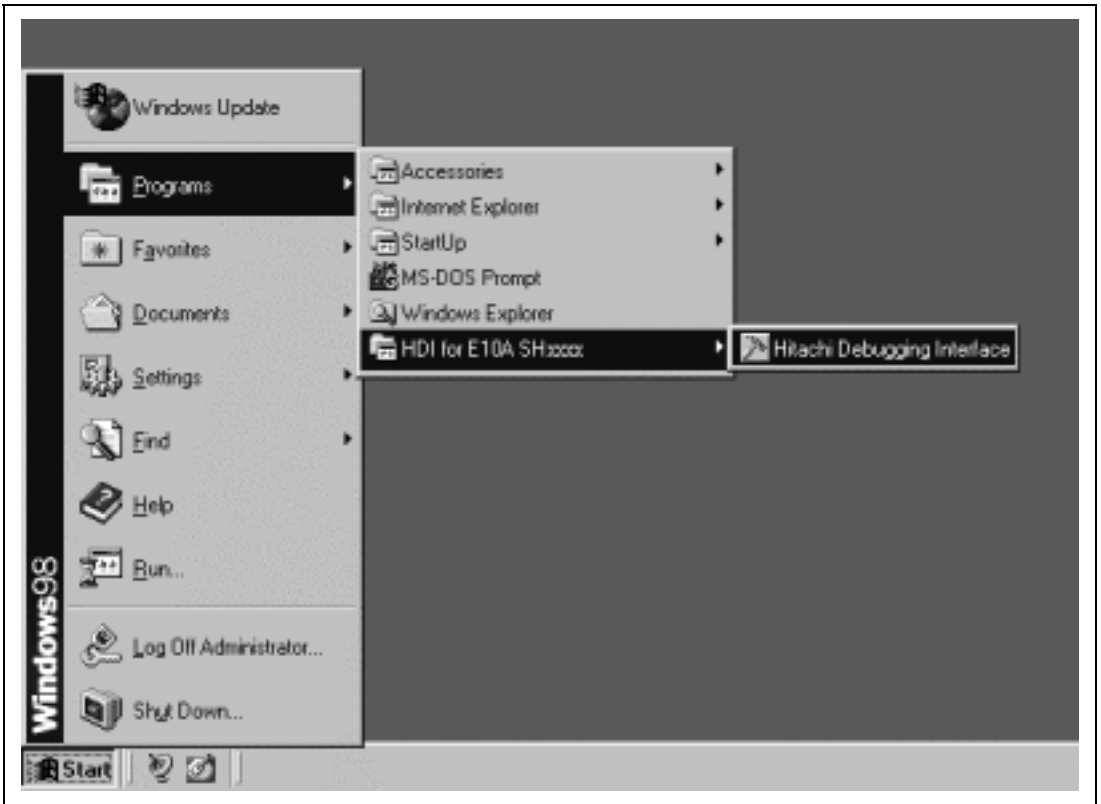 Windows Update
Programs
Favorites
Documents
Settings
Find
Help
Run...
Log Off Administrator...
Shut Down...
Windows98
Start
Accessories
Internet Explorer
StartUp
MS-DOS Prompt
Windows Explorer
HDI for E10A SHxxxx
Hitachi Debugging Interface